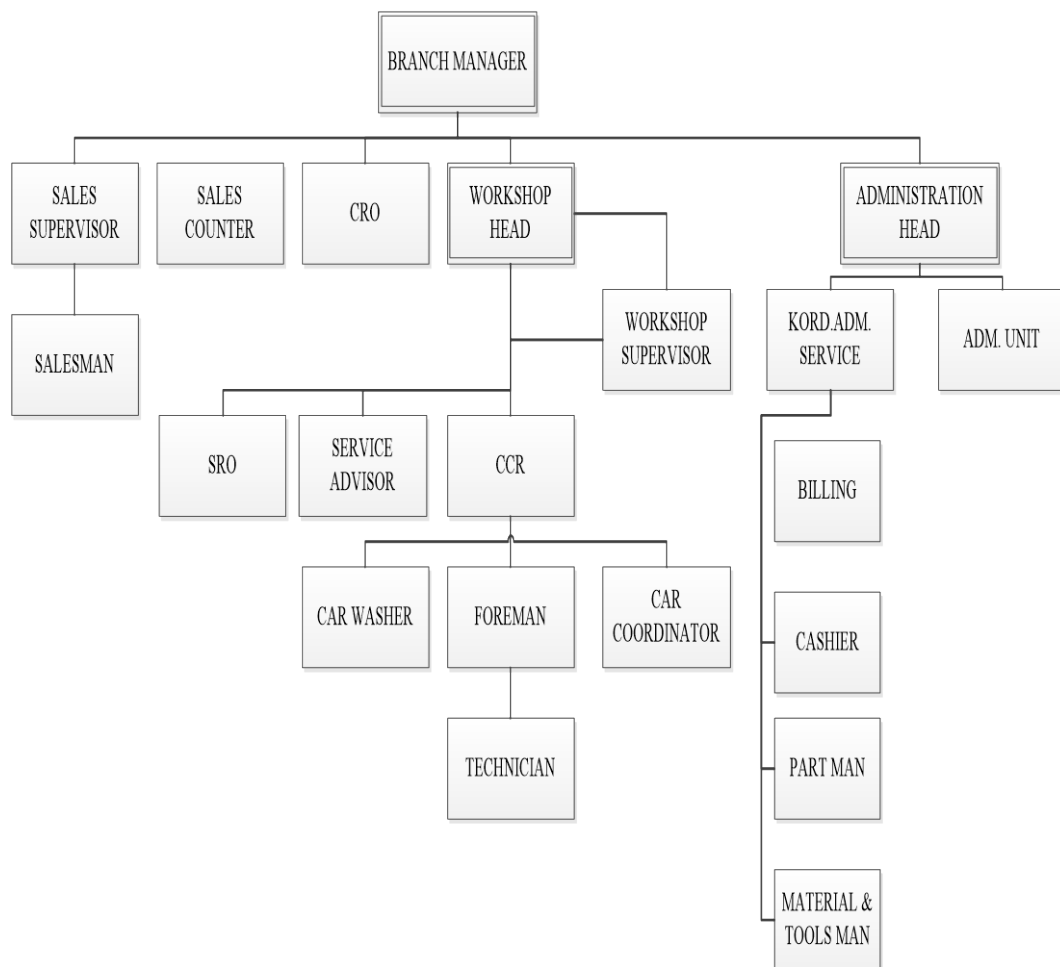 BRANCH MANAGER
SALES
SUPERVISOR
SALES
COUNTER
CRO
WORKSHOP
HEAD
ADMINISTRATION
HEAD
SALESMAN
WORKSHOP
SUPERVISOR
KORD.ADM.
SERVICE
ADM. UNIT
SRO
SERVICE
ADVISOR
CCR
BILLING
CAR WASHER
FOREMAN
CAR
COORDINATOR
CASHIER
TECHNICIAN
PART MAN
MATERIAL &
TOOLS MAN